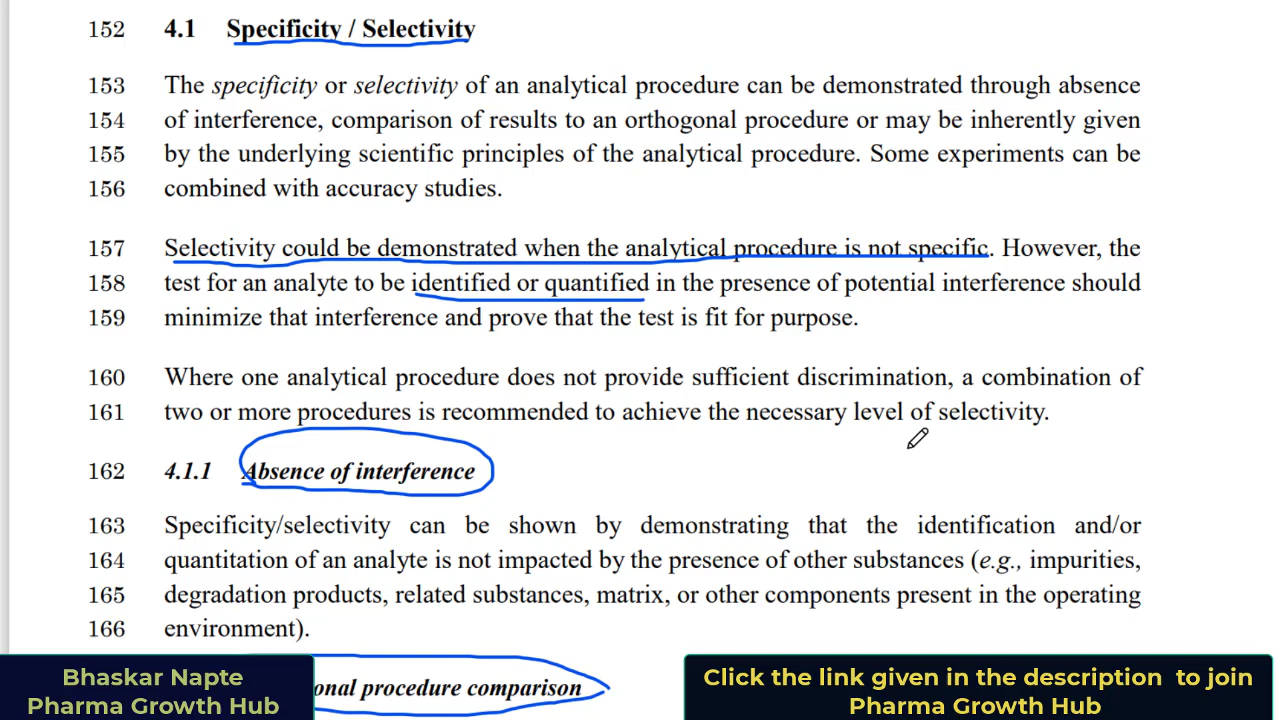 152 4.1 Specificity / Selectivity
153 The specificity or selectivity of an analytical procedure can be demonstrated through absence
154 of interference, comparison of results to an orthogonal procedure or may be inherently given
155 by the underlying scientific principles of the analytical procedure. Some experiments can be
156 combined with accuracy studies.
157 Selectivity could be demonstrated when the analytical procedure is not specific. However, the
158 test for an analyte to be identified or quantified in the presence of potential interference should
159 minimize that interference and prove that the test is fit for purpose.
160 Where one analytical procedure does not provide sufficient discrimination, a combination of
161 two or more procedures is recommended to achieve the necessary level of selectivity.
162 4.1.1 Absence of interference
163 Specificity/selectivity can be shown by demonstrating that the identification and/or
164 quantitation of an analyte is not impacted by the presence of other substances (e.g., impurities,
165 degradation products, related substances, matrix, or other components present in the operating
166 environment).
onal procedure comparison
Bhaskar Napte
Pharma Growth Hub
Click the link given in the description to join
Pharma Growth Hub